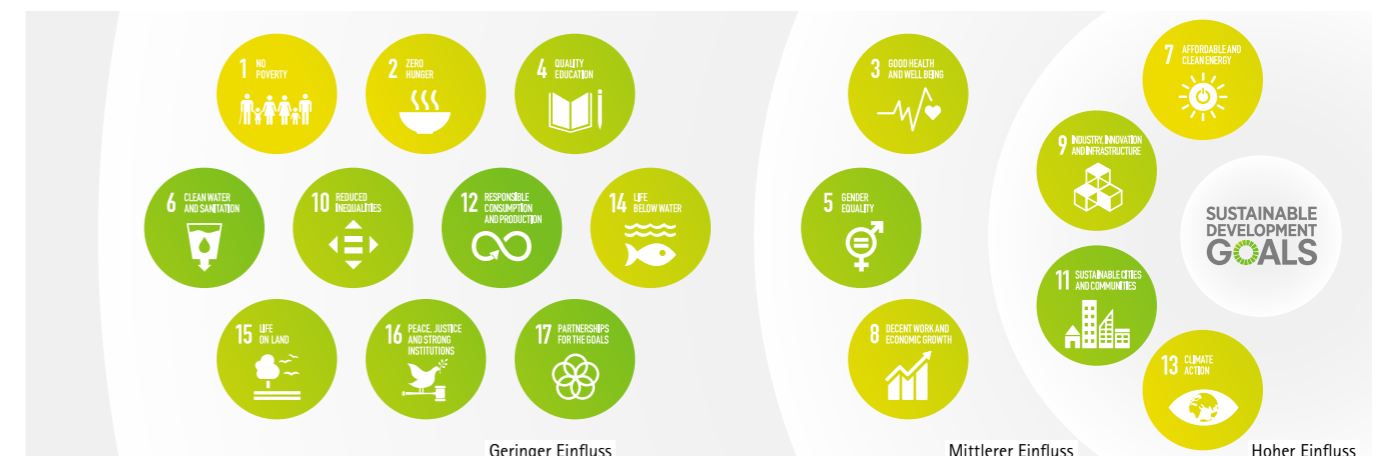 1 NO
POVERTY
2 ZERO
HUNGER
4 QUALITY
EDUCATION
6 CLEAN WATER
AND SANITATION
10 REDUCED
INEQUALITIES
12 RESPONSIBLE
CONSUMPTION
AND PRODUCTION
14 LIFE
BELOW WATER
15 LIFE
ON LAND
16 PEACE, JUSTICE
AND STRONG
INSTITUTIONS
17 PARTNERSHIPS
FOR THE GOALS
Geringer Einfluss
3 GOOD HEALTH
AND WELL BEING
5 GENDER
EQUALITY
8 DECENT WORK AND
ECONOMIC GROWTH
Mittlerer Einfluss
7 AFFORDABLE AND
CLEAN ENERGY
9 INDUSTRY, INNOVATION
AND INFRASTRUCTURE
11 SUSTAINABLE CITIES
AND COMMUNITIES
13 CLIMATE
ACTION
SUSTAINABLE
DEVELOPMENT
GOALS
Hoher Einfluss